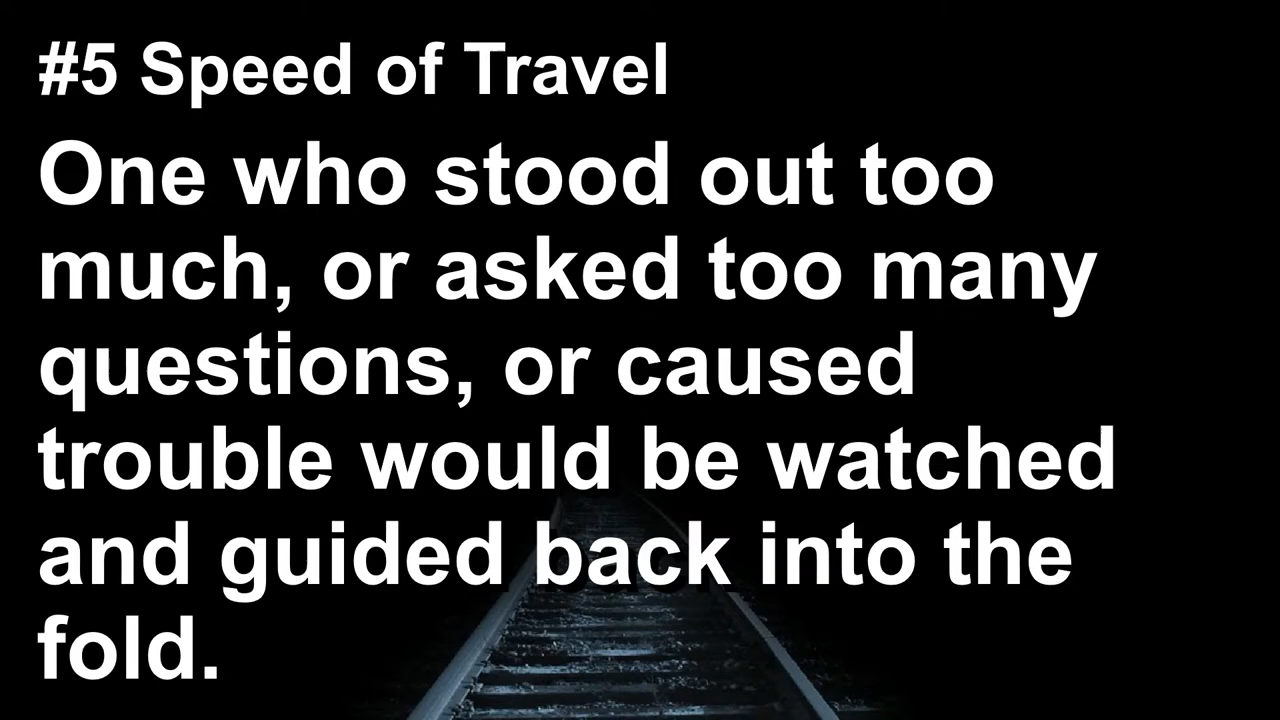 #5 Speed of Travel
One who stood out too
much, or asked too many
questions, or caused
trouble would be watched
and guided back into the
fold.